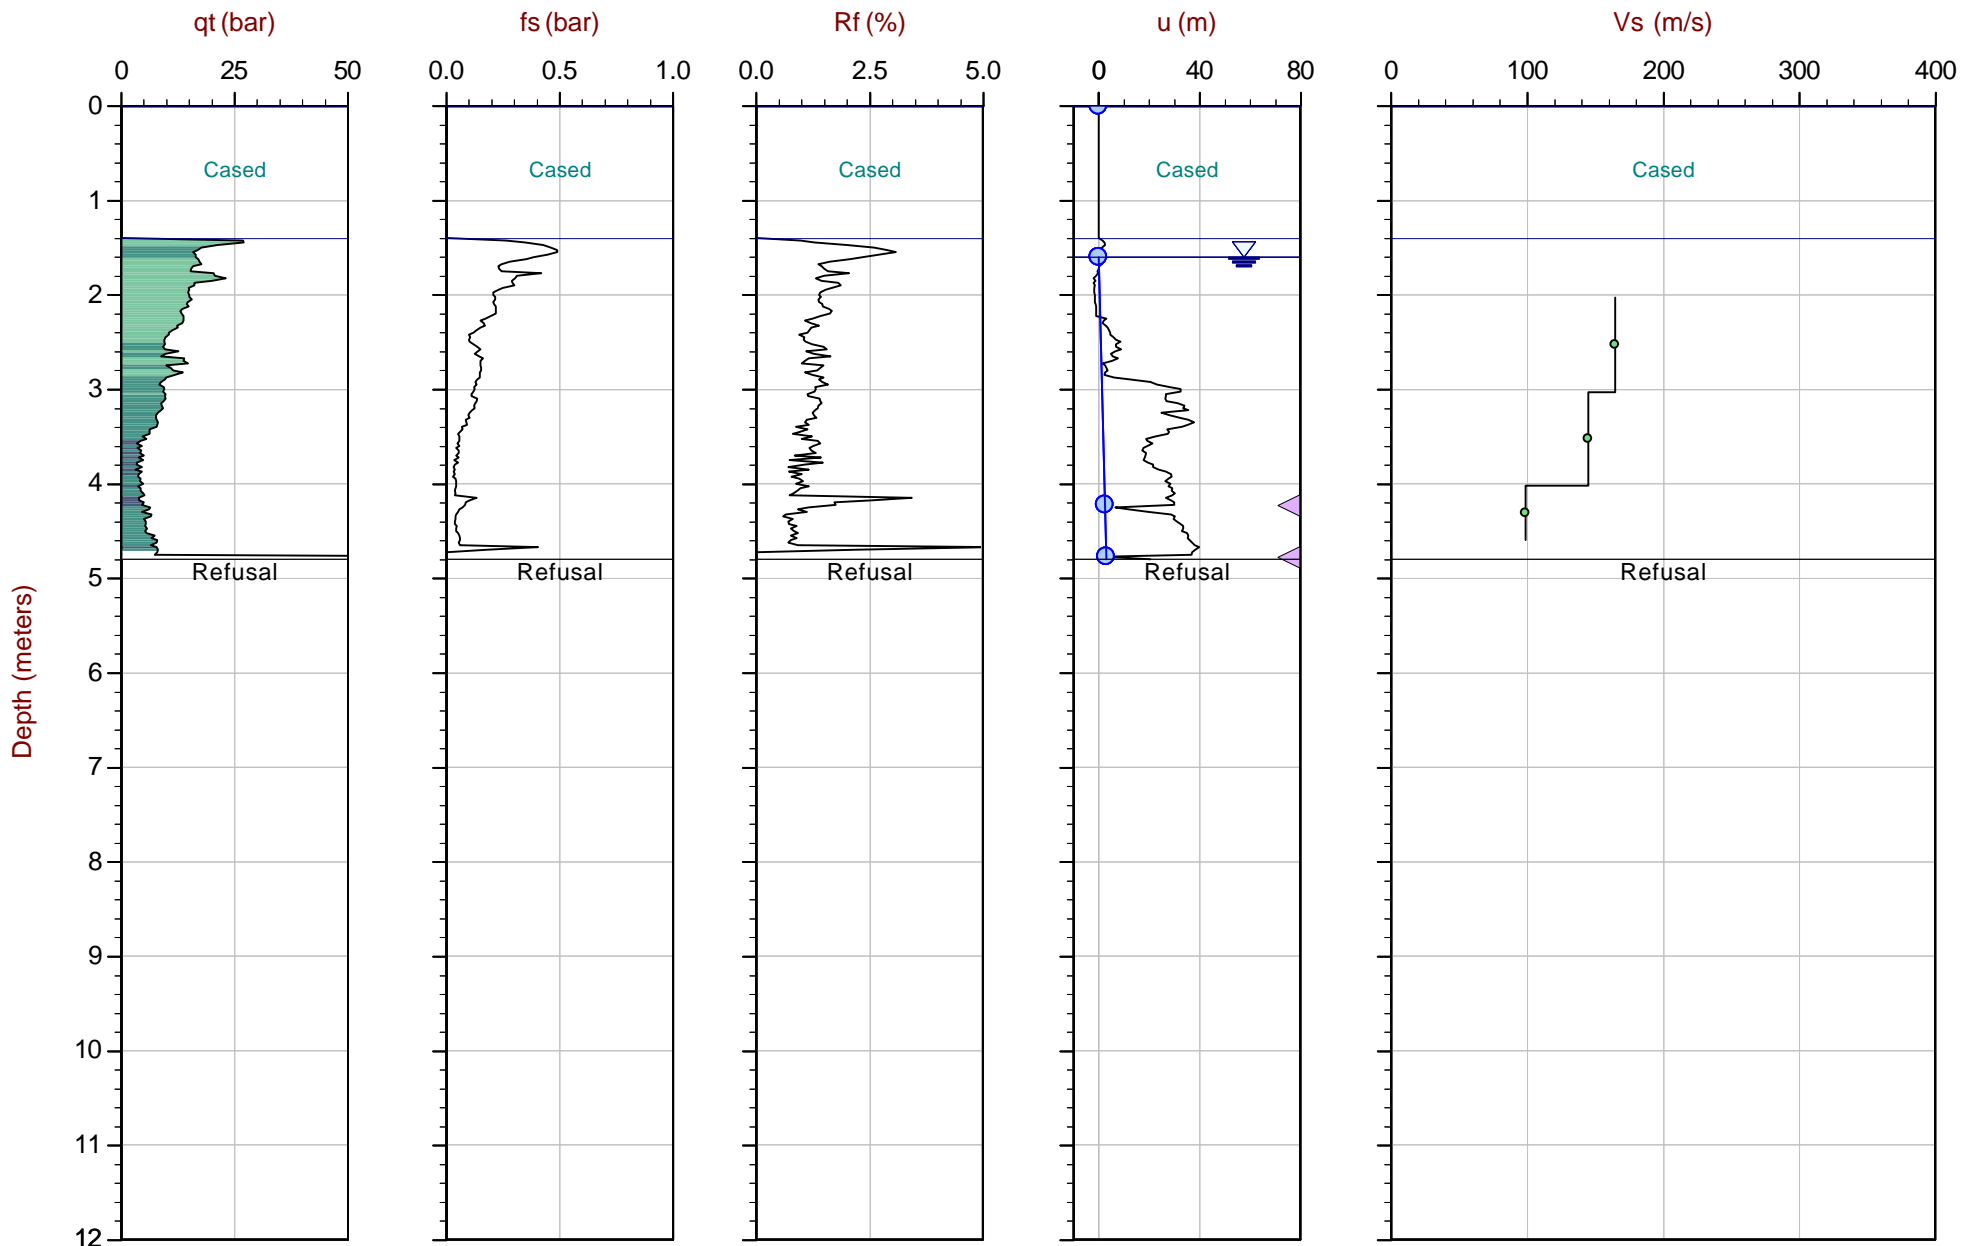 qt (bar) fs (bar) Rf (%) u (m) Vs (m/s)
0 25 50 0.0 0.5 1.0 0.0 2.5 5.0 0 40 80 0 100 200 300 400
0
Cased Cased Cased Cased Cased
1
2
3
4
Refusal Refusal Refusal Refusal Refusal
5
6
7
8
9
10
11
12
Depth (meters)